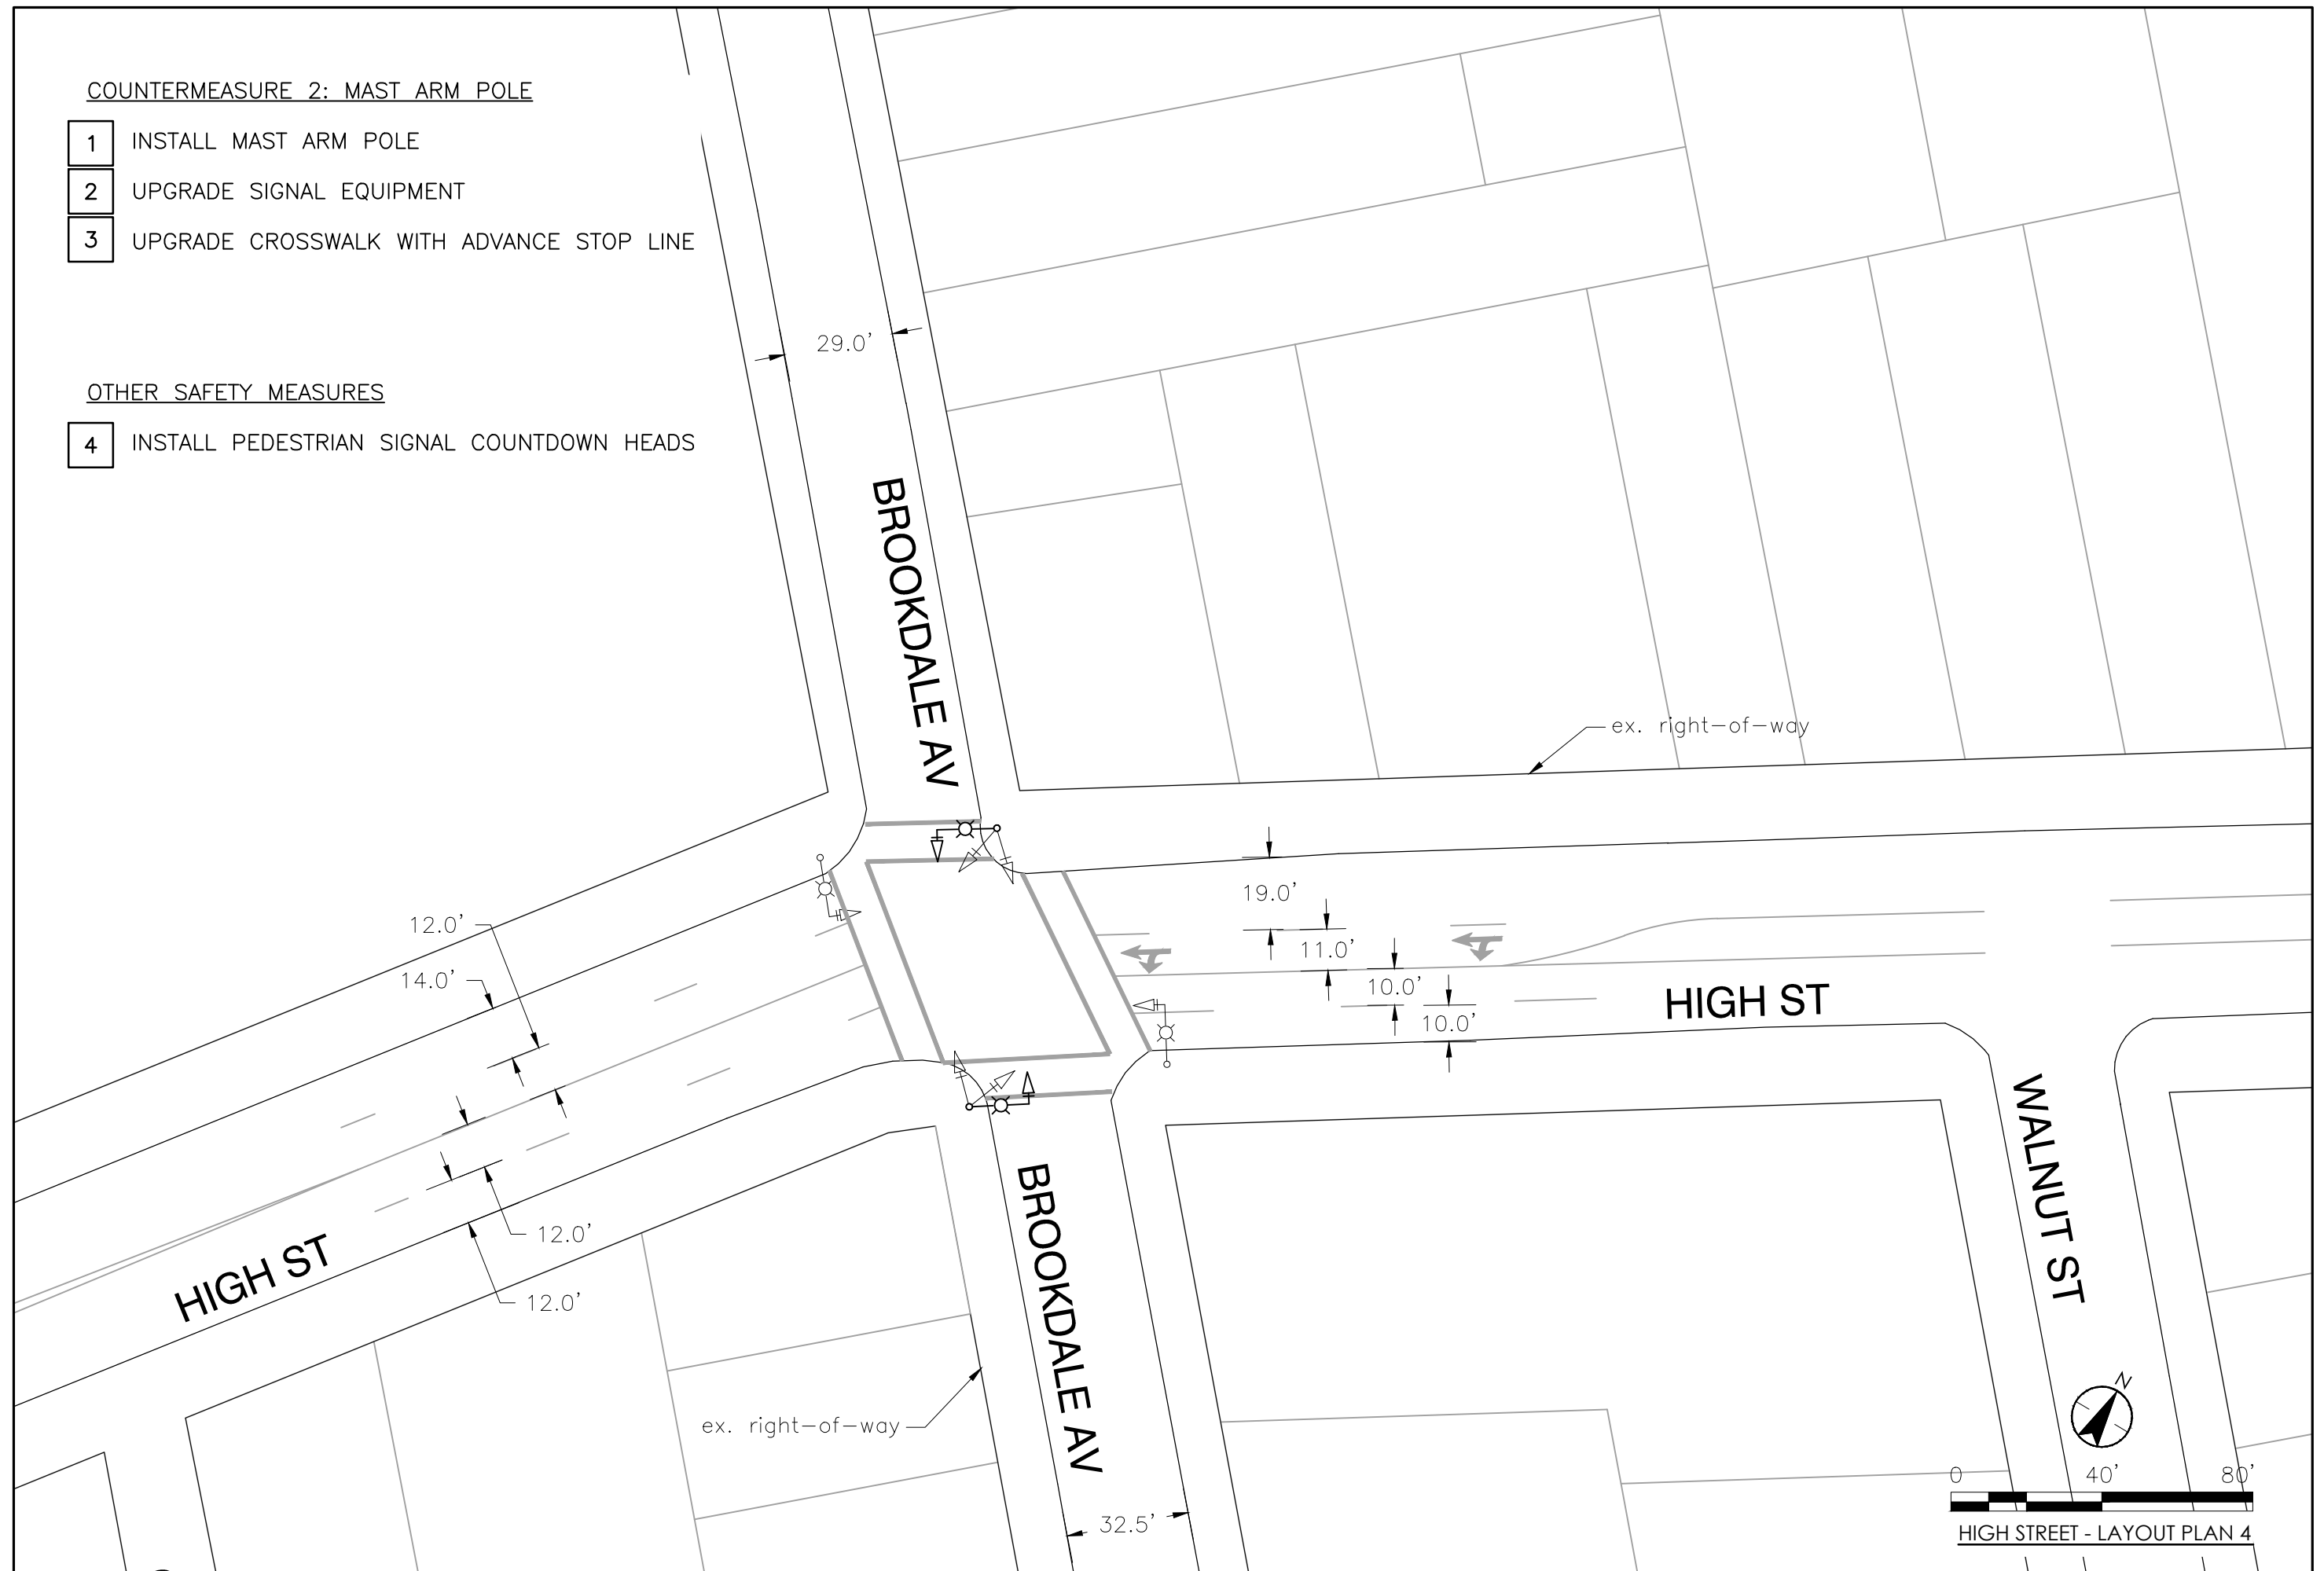 COUNTERMEASURE 2: MAST ARM POLE
1 INSTALL MAST ARM POLE
2 UPGRADE SIGNAL EQUIPMENT
3 UPGRADE CROSSWALK WITH ADVANCE STOP LINE
OTHER SAFETY MEASURES
4 INSTALL PEDESTRIAN SIGNAL COUNTDOWN HEADS
29.0'
BROOKDALE AV
ex. right-of-way
19.0'
11.0'
10.0'
10.0'
HIGH ST
12.0'
14.0'
12.0'
12.0'
HIGH ST
BROOKDALE AV
WALNUT ST
ex. right-of-way
32.5'
N
0 40' 80'
HIGH STREET - LAYOUT PLAN 4